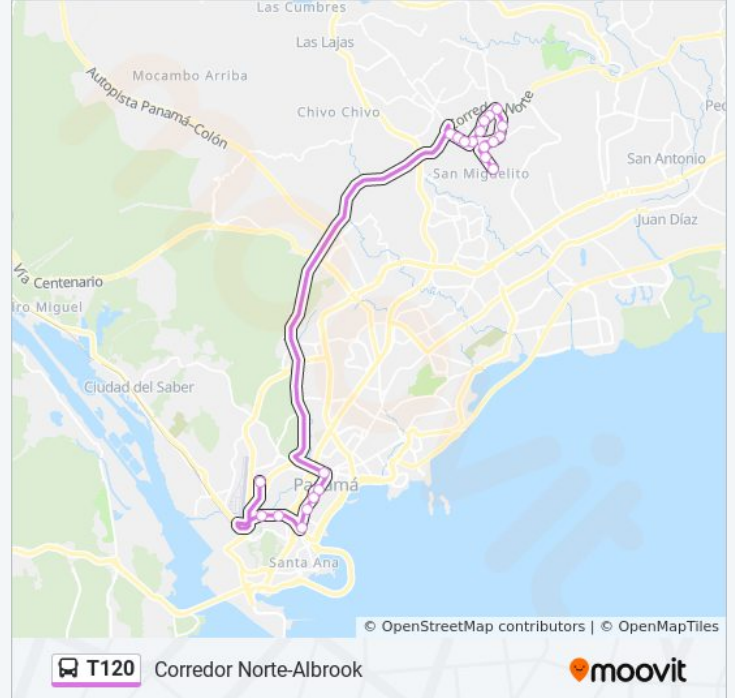 Las Cumbres
Las Lajas
Mocambo Arriba
Autopista Panamá–Colón
Chivo Chivo
Corredor Norte
San Antonio
San Miguelito
Juan Díaz
Vía Centenario
dro Miguel
Ciudad del Saber
Panamá
Santa Ana
© OpenStreetMap contributors | © OpenMapTiles
T120 Corredor Norte-Albrook
moovit